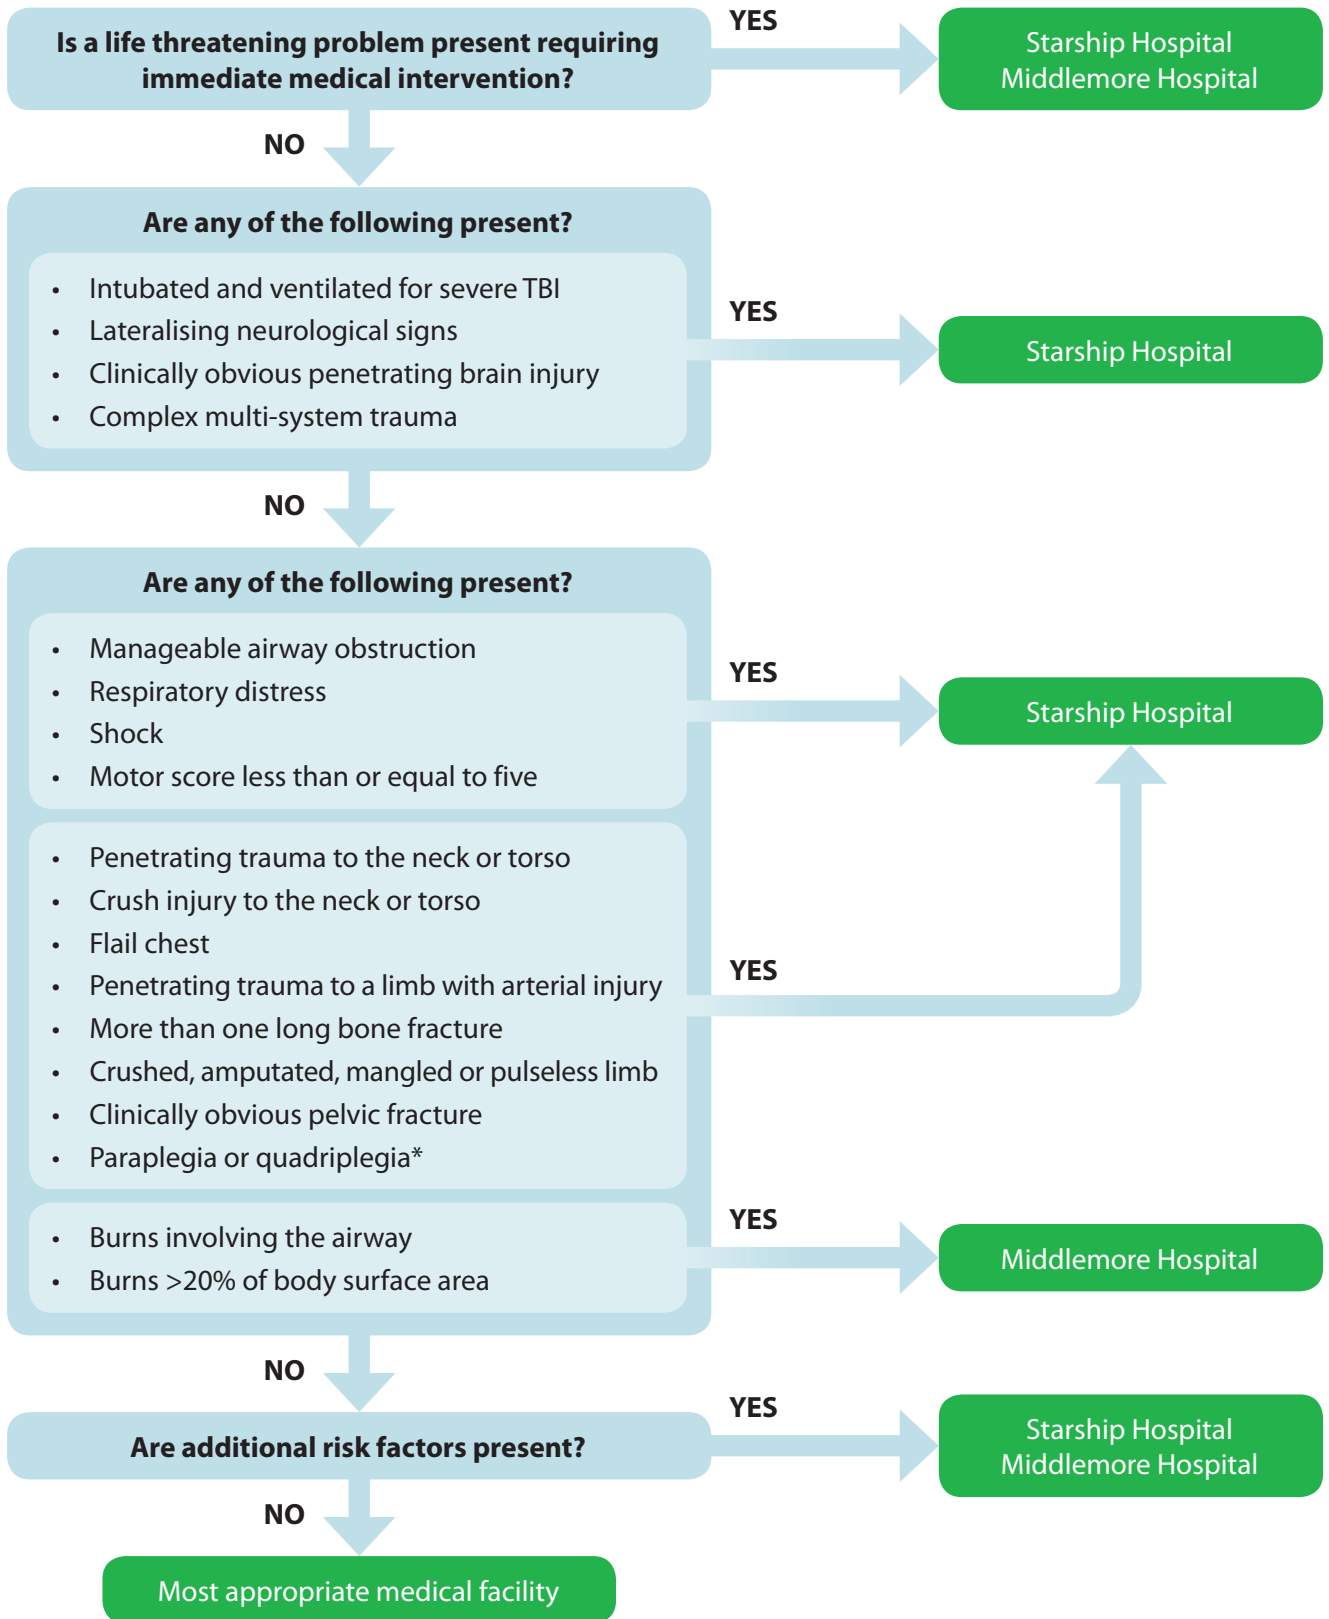 Is a life threatening problem present requiring
immediate medical intervention?
YES
Starship Hospital
Middlemore Hospital
NO
Are any of the following present?
• Intubated and ventilated for severe TBI
• Lateralising neurological signs
• Clinically obvious penetrating brain injury
• Complex multi-system trauma
YES
Starship Hospital
NO
Are any of the following present?
• Manageable airway obstruction
• Respiratory distress
• Shock
• Motor score less than or equal to five
YES
Starship Hospital
• Penetrating trauma to the neck or torso
• Crush injury to the neck or torso
• Flail chest
• Penetrating trauma to a limb with arterial injury
• More than one long bone fracture
• Crushed, amputated, mangled or pulseless limb
• Clinically obvious pelvic fracture
• Paraplegia or quadriplegia*
YES
• Burns involving the airway
• Burns >20% of body surface area
YES
Middlemore Hospital
NO
Are additional risk factors present?
YES
Starship Hospital
Middlemore Hospital
NO
Most appropriate medical facility